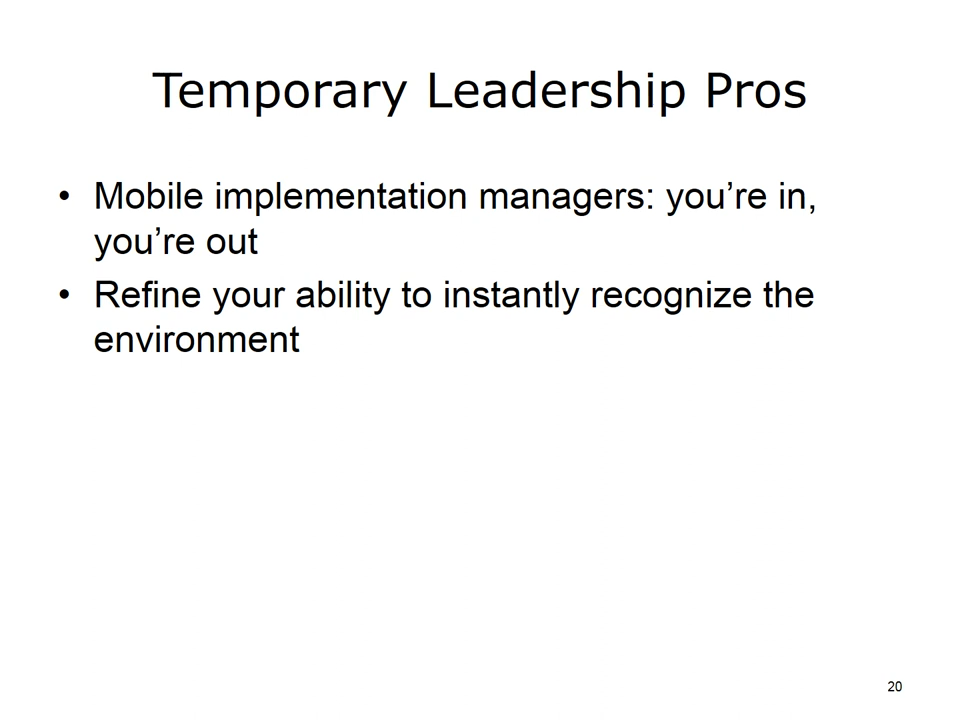 Temporary Leadership Pros
• Mobile implementation managers: you’re in,
you’re out
• Refine your ability to instantly recognize the
environment
20